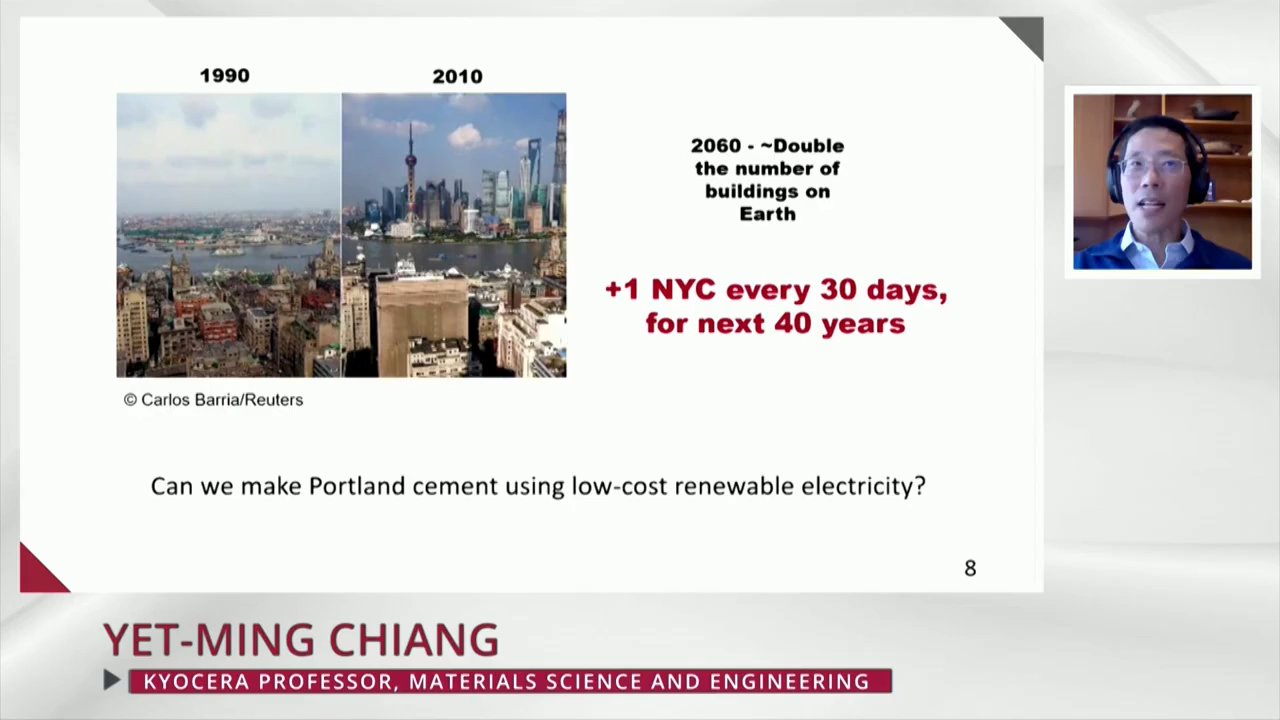 1990
2010
2060 - ~Double
the number of
buildings on
Earth
+1 NYC every 30 days,
for next 40 years
© Carlos Barria/Reuters
Can we make Portland cement using low-cost renewable electricity?
8
YET-MING CHIANG
KYOCERA PROFESSOR, MATERIALS SCIENCE AND ENGINEERING